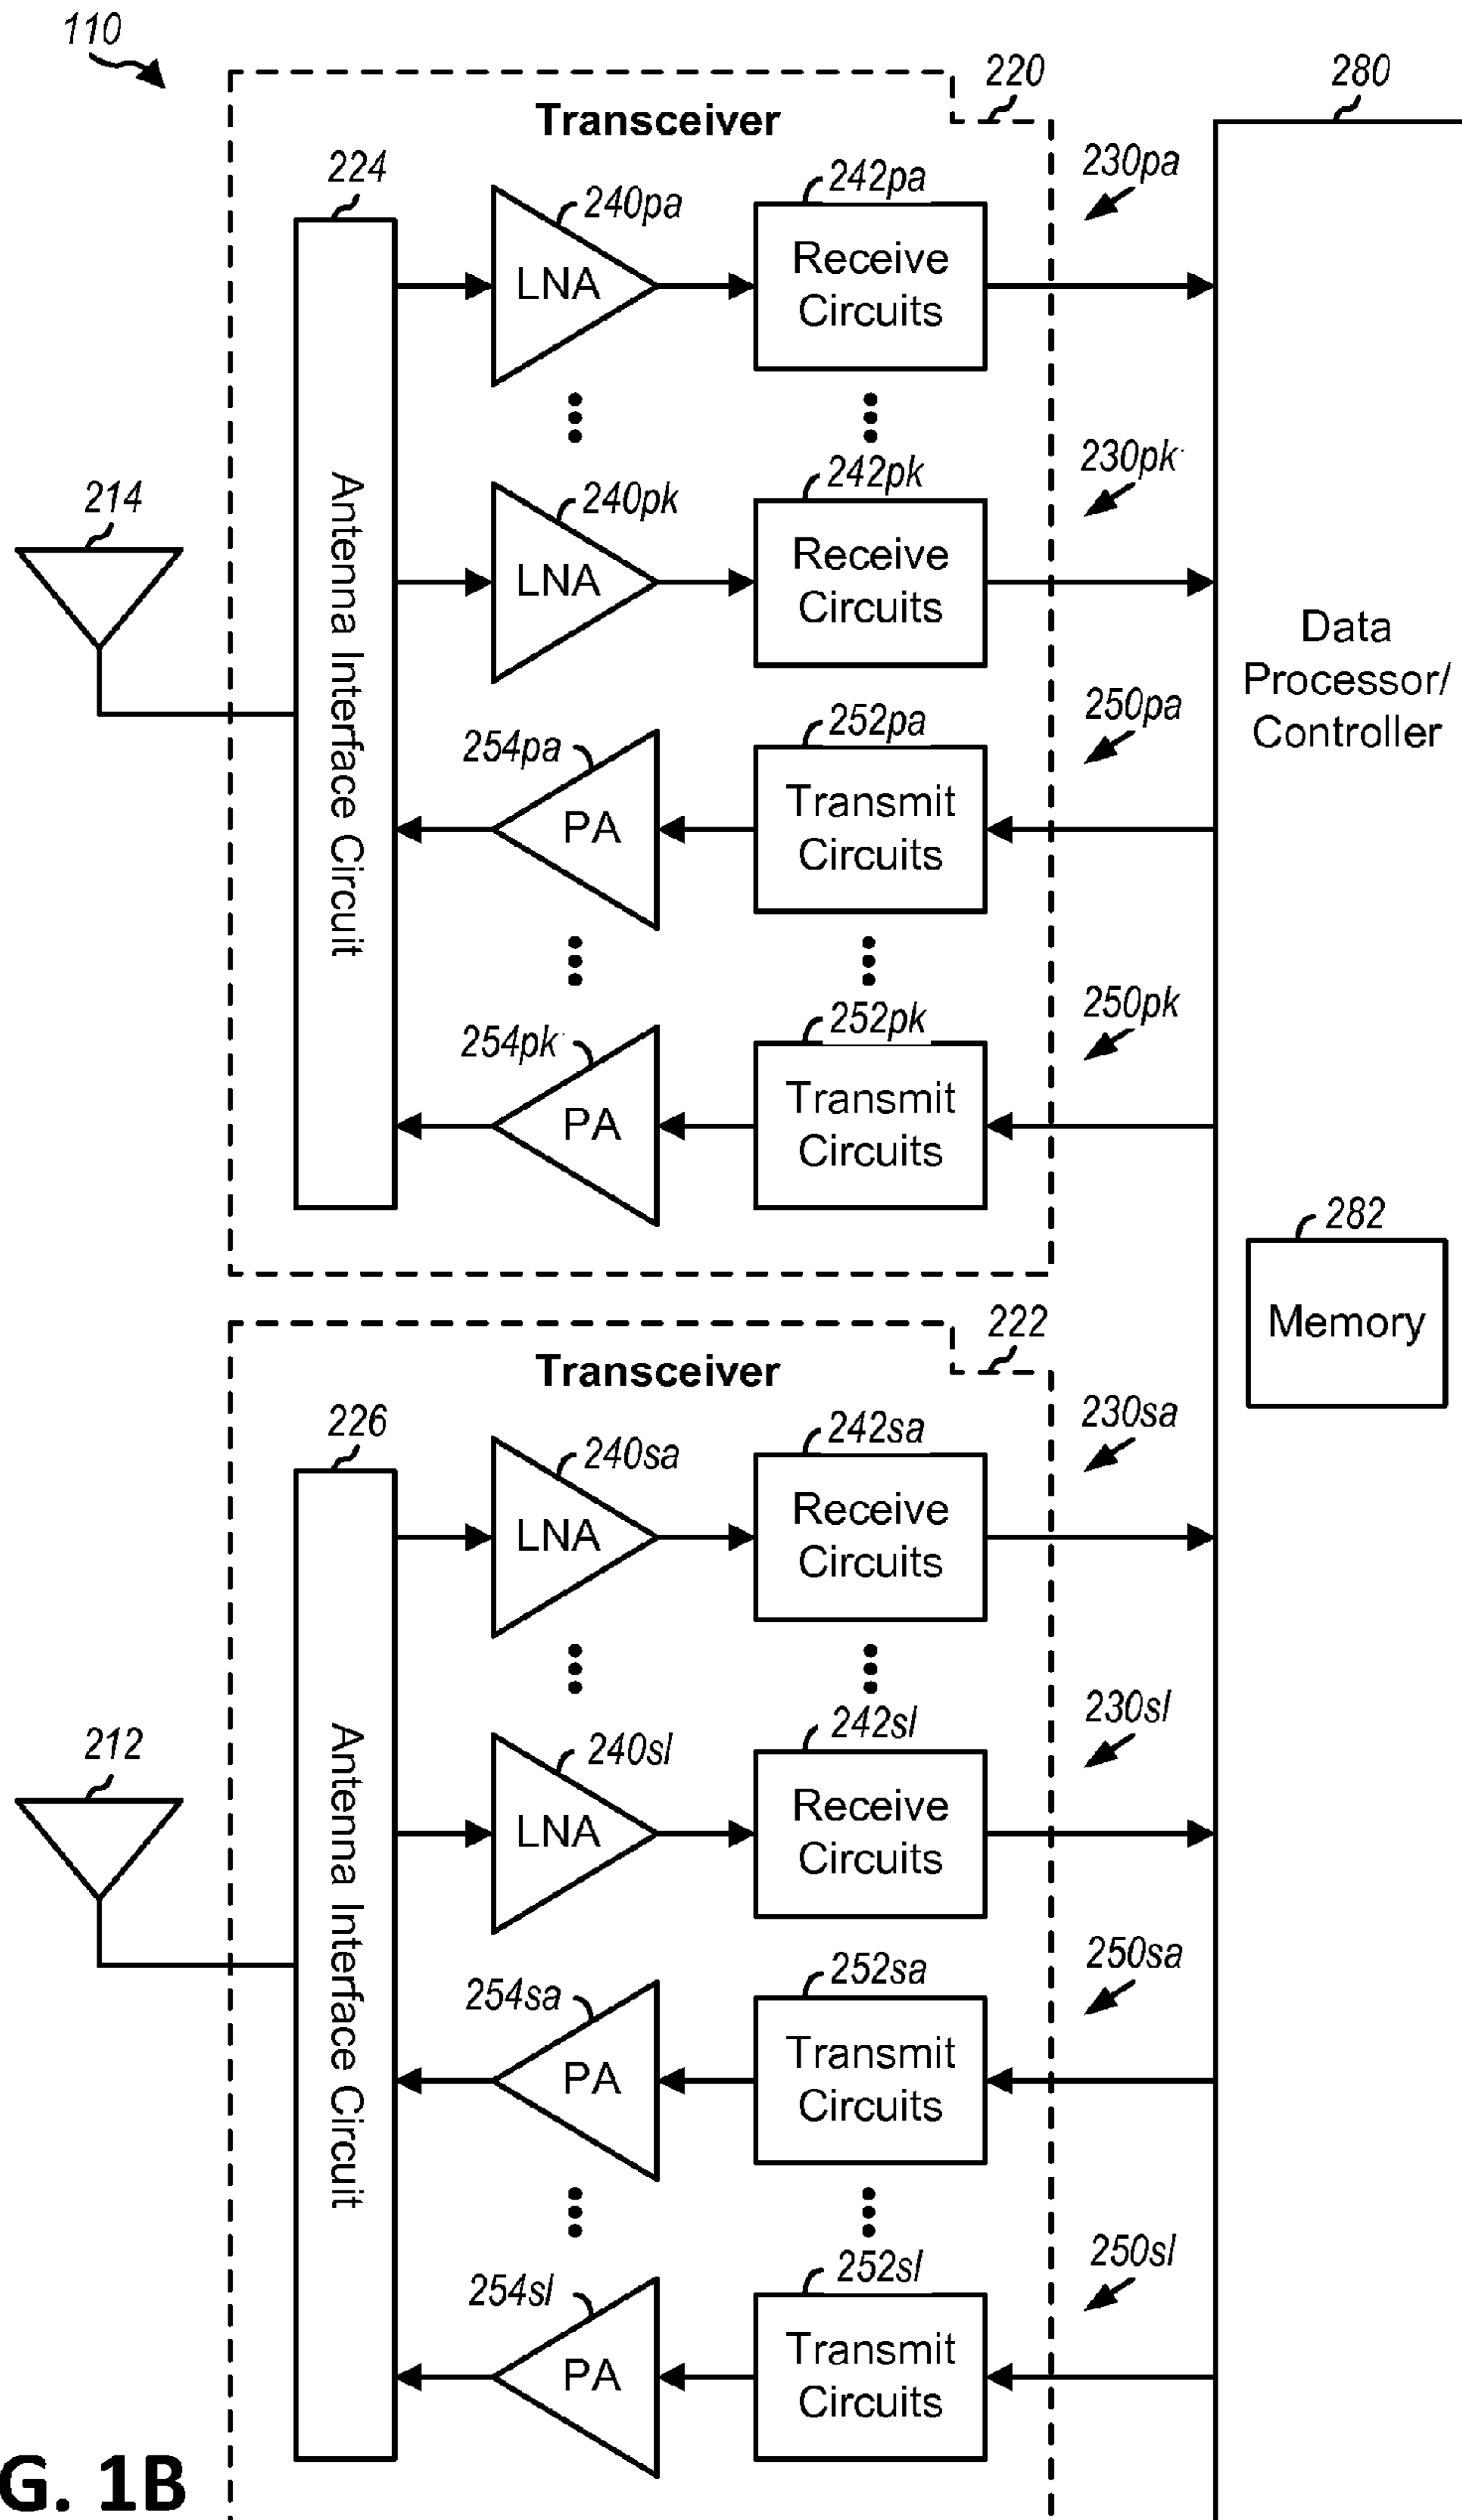 110
220
280
Transceiver
224
240pa
242pa
230pa
LNA
Receive
Circuits
214
240pk
242pk
230pk
LNA
Receive
Circuits
Antenna Interface Circuit
Data
Processor/
Controller
254pa
252pa
250pa
PA
Transmit
Circuits
254pk
252pk
250pk
PA
Transmit
Circuits
282
Memory
222
Transceiver
226
240sa
242sa
230sa
LNA
Receive
Circuits
212
240sl
242sl
230sl
LNA
Receive
Circuits
Antenna Interface Circuit
254sa
252sa
250sa
PA
Transmit
Circuits
254sl
252sl
250sl
PA
Transmit
Circuits
G. 1B